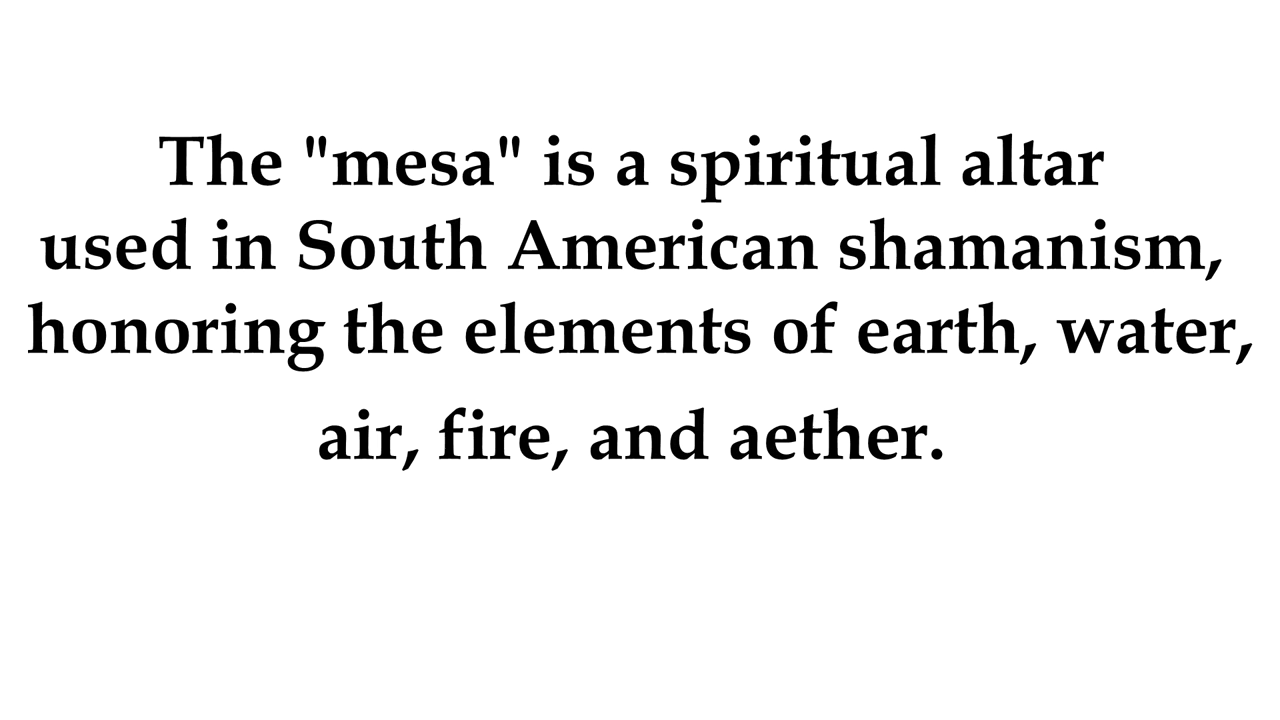 The "mesa" is a spiritual altar
used in South American shamanism,
honoring the elements of earth, water,
air, fire, and aether.